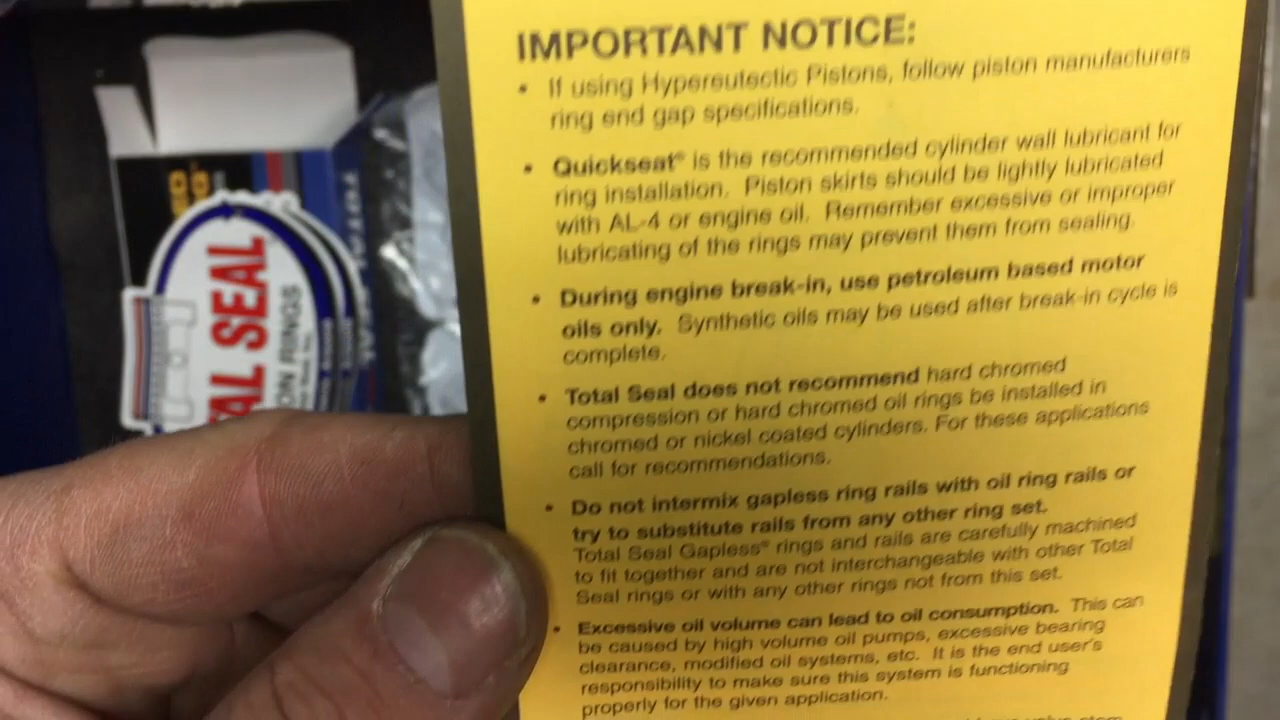 IMPORTANT NOTICE:
• If using Hypereutectic Pistons, follow piston manufacturers
ring end gap specifications.
• Quickseat® is the recommended cylinder wall lubricant for
ring installation. Piston skirts should be lightly lubricated
with AL-4 or engine oil. Remember excessive or improper
lubricating of the rings may prevent them from sealing.
• During engine break-in, use petroleum based motor
oils only. Synthetic oils may be used after break-in cycle is
complete.
• Total Seal does not recommend hard chromed
compression or hard chromed oil rings be installed in
chromed or nickel coated cylinders. For these applications
call for recommendations.
• Do not intermix gapless ring rails with oil ring rails or
try to substitute rails from any other ring set.
Total Seal Gapless® rings and rails are carefully machined
to fit together and are not interchangeable with other Total
Seal rings or with any other rings not from this set.
• Excessive oil volume can lead to oil consumption. This can
be caused by high volume oil pumps, excessive bearing
clearance, modified oil systems, etc. It is the end user's
responsibility to make sure this system is functioning
properly for the given application.
TAL SEAL
ON RINGS